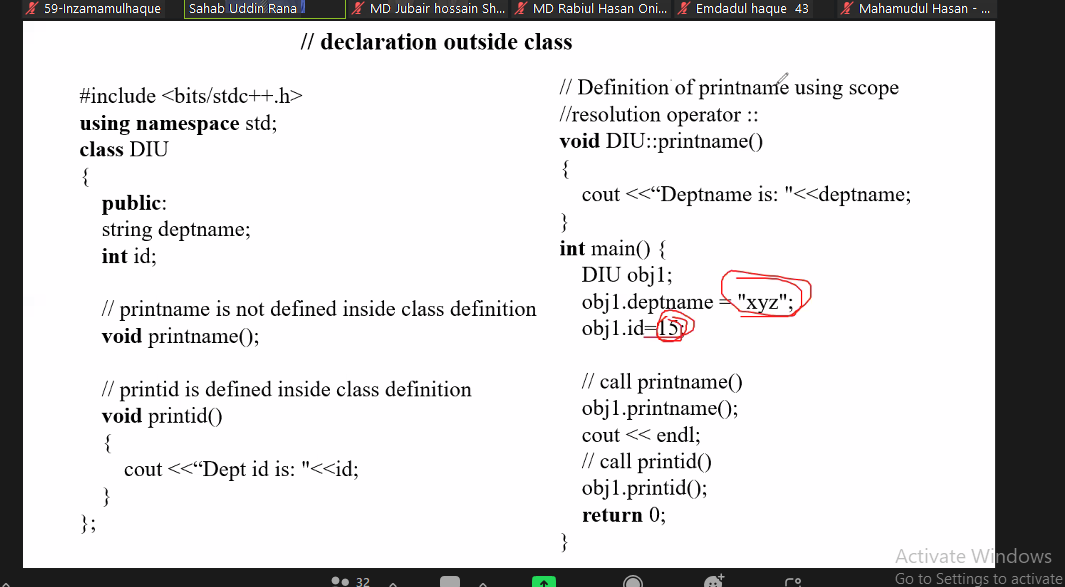 59-Inzamamulhaque
Sahab Uddin Rana
MD Jubair hossain Sh...
MD Rabiul Hasan Oni...
Emdadul haque 43
Mahamudul Hasan - ...
// declaration outside class
#include <bits/stdc++.h>
using namespace std;
class DIU
{
public:
string deptname;
int id;
// printname is not defined inside class definition
void printname();
// printid is defined inside class definition
void printid()
{
cout <<“Dept id is: "<<id;
}
};
// Definition of printname using scope
//resolution operator ::
void DIU::printname()
{
cout <<“Deptname is: "<<deptname;
}
int main() {
DIU obj1;
obj1.deptname = "xyz";
obj1.id=15;
// call printname()
obj1.printname();
cout << endl;
// call printid()
obj1.printid();
return 0;
}
Activate Windows
Go to Settings to activate
32